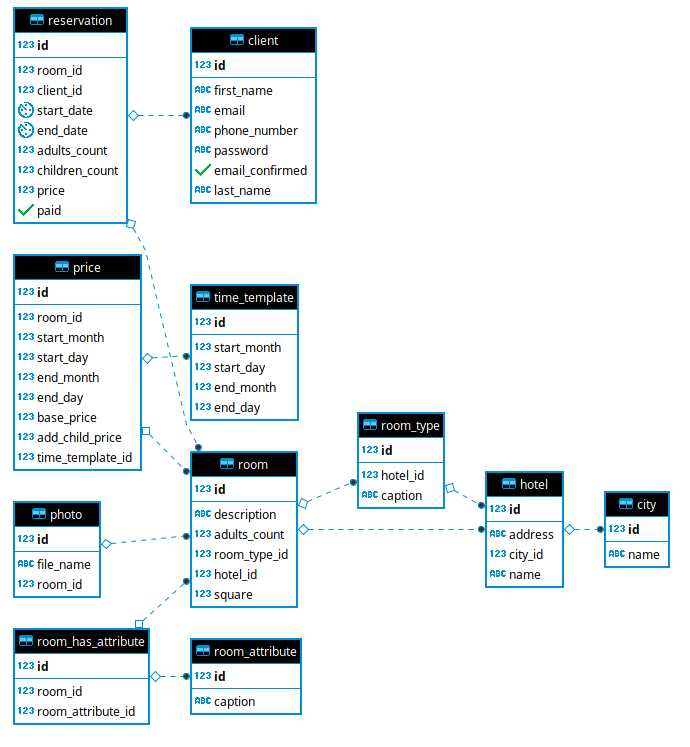 reservation
123 id
123 room_id
123 client_id
start_date
end_date
123 adults_count
123 children_count
123 price
paid
client
123 id
ABC first_name
ABC email
ABC phone_number
ABC password
email_confirmed
ABC last_name
price
123 id
123 room_id
123 start_month
123 start_day
123 end_month
123 end_day
123 base_price
123 add_child_price
123 time_template_id
time_template
123 id
123 start_month
123 start_day
123 end_month
123 end_day
room_type
123 id
123 hotel_id
ABC caption
room
123 id
ABC description
123 adults_count
123 room_type_id
123 hotel_id
123 square
hotel
123 id
ABC address
123 city_id
ABC name
city
123 id
ABC name
photo
123 id
ABC file_name
123 room_id
room_has_attribute
123 id
123 room_id
123 room_attribute_id
room_attribute
123 id
ABC caption